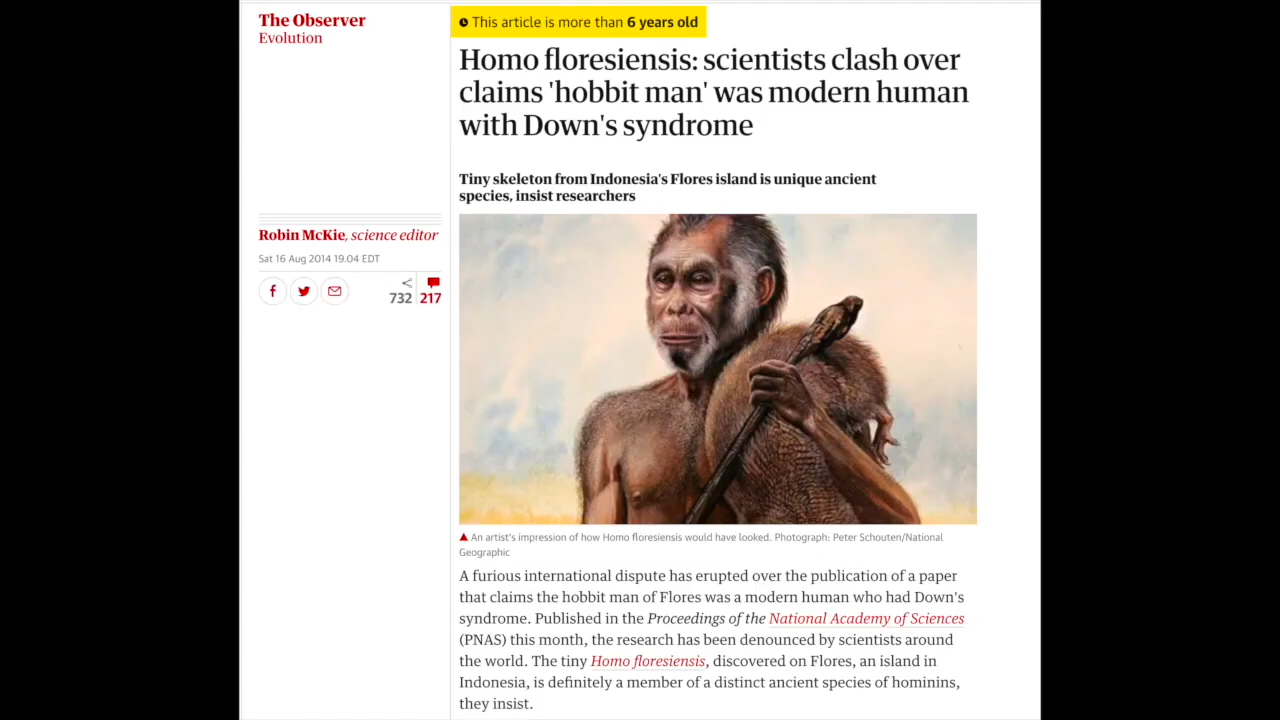 The Observer
Evolution
This article is more than 6 years old
Homo floresiensis: scientists clash over
claims 'hobbit man' was modern human
with Down's syndrome
Tiny skeleton from Indonesia's Flores island is unique ancient
species, insist researchers
Robin McKie, science editor
Sat 16 Aug 2014 19.04 EDT
732 217
An artist's impression of how Homo floresiensis would have looked. Photograph: Peter Schouten/National
Geographic
A furious international dispute has erupted over the publication of a paper
that claims the hobbit man of Flores was a modern human who had Down's
syndrome. Published in the Proceedings of the National Academy of Sciences
(PNAS) this month, the research has been denounced by scientists around
the world. The tiny Homo floresiensis, discovered on Flores, an island in
Indonesia, is definitely a member of a distinct ancient species of hominins,
they insist.